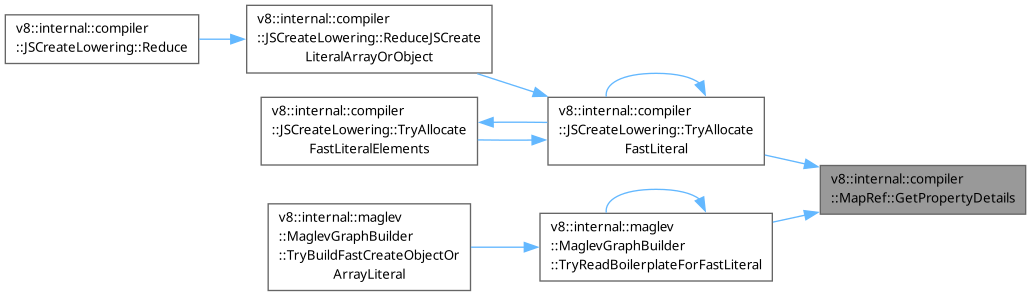 v8::internal::compiler
::JSCreateLowering::Reduce
v8::internal::compiler
::JSCreateLowering::ReduceJSCreate
LiteralArrayOrObject
v8::internal::compiler
::JSCreateLowering::TryAllocate
FastLiteralElements
v8::internal::compiler
::JSCreateLowering::TryAllocate
FastLiteral
v8::internal::compiler
::MapRef::GetPropertyDetails
v8::internal::maglev
::MaglevGraphBuilder
::TryBuildFastCreateObjectOr
ArrayLiteral
v8::internal::maglev
::MaglevGraphBuilder
::TryReadBoilerplateForFastLiteral